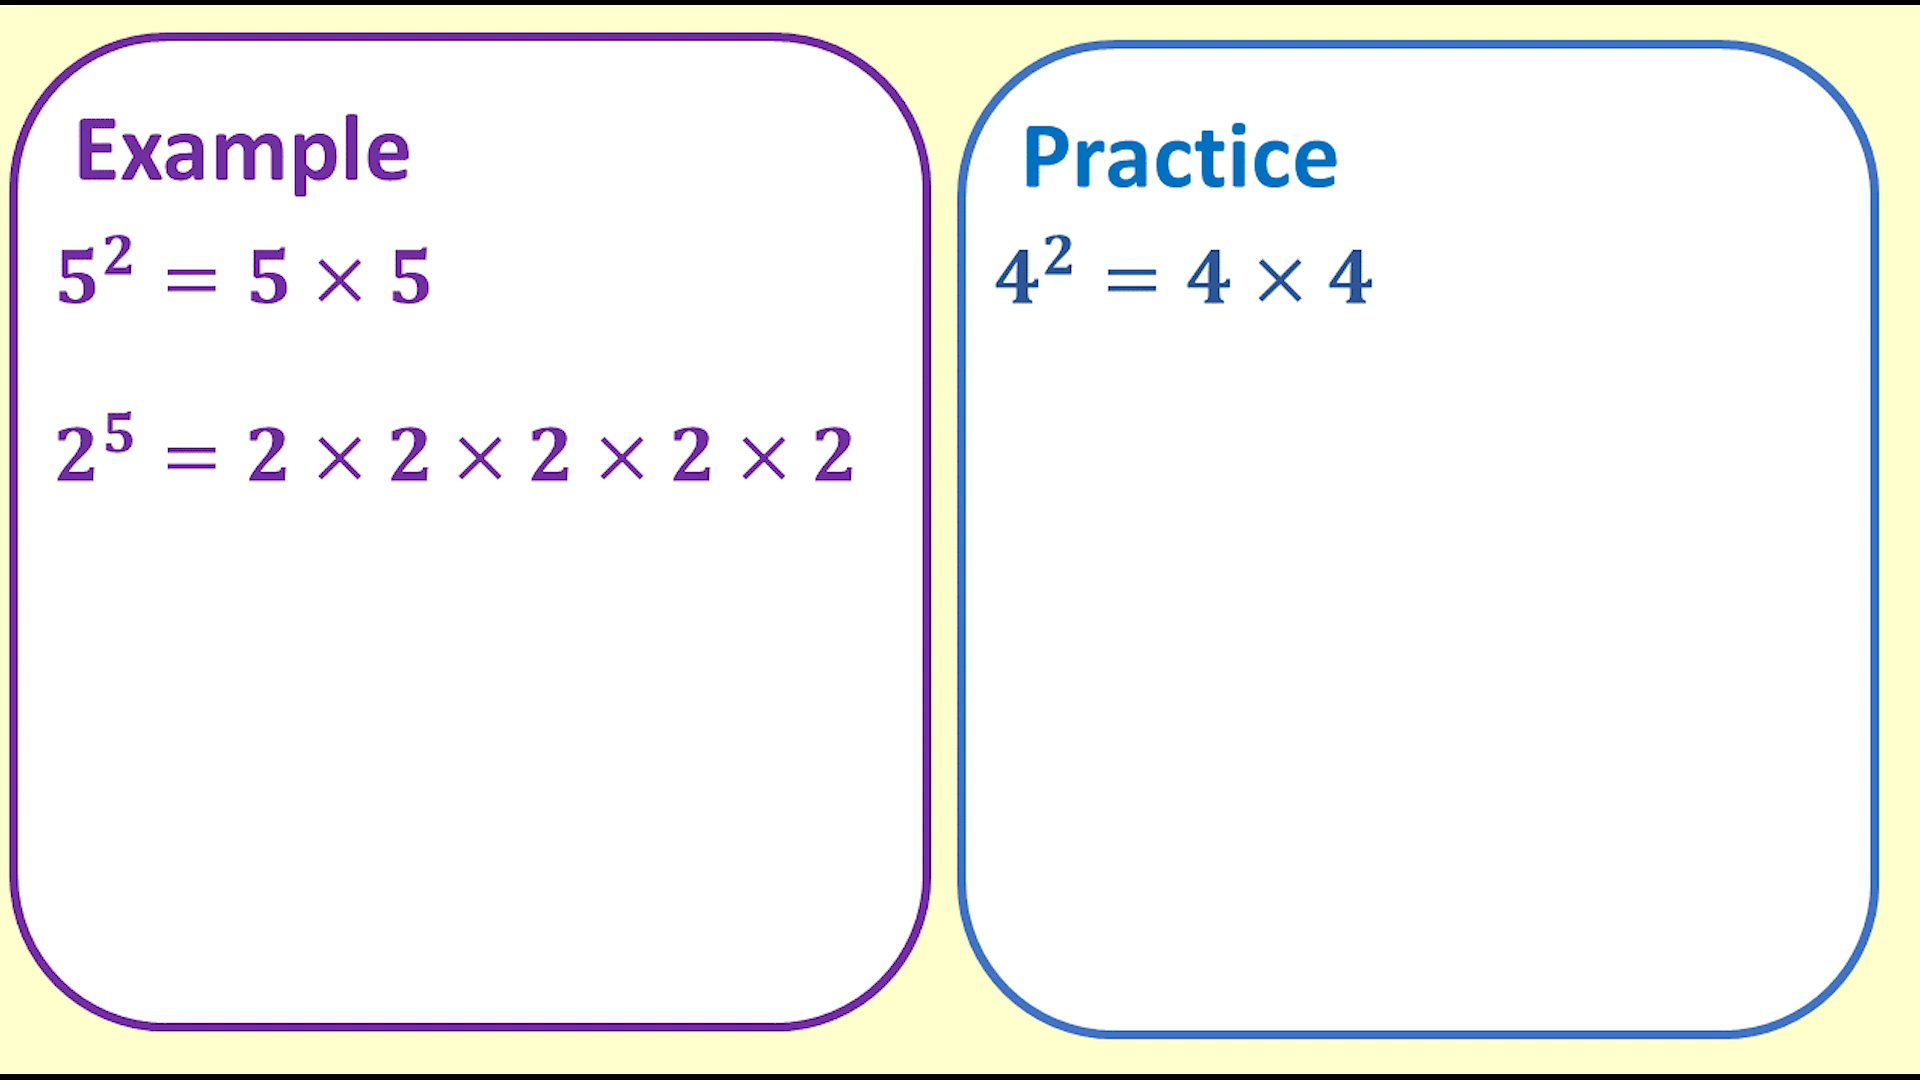 Example
5² = 5 × 5
2⁵ = 2 × 2 × 2 × 2 × 2
Practice
4² = 4 × 4